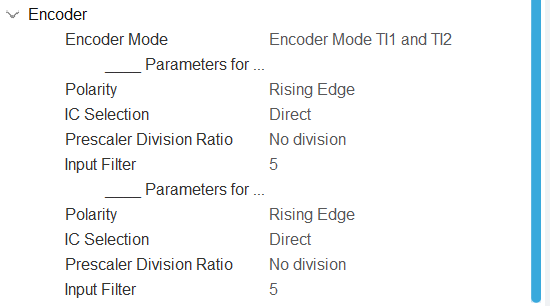 Encoder
Encoder Mode Encoder Mode TI1 and TI2
____ Parameters for ...
Polarity Rising Edge
IC Selection Direct
Prescaler Division Ratio No division
Input Filter 5
____ Parameters for ...
Polarity Rising Edge
IC Selection Direct
Prescaler Division Ratio No division
Input Filter 5